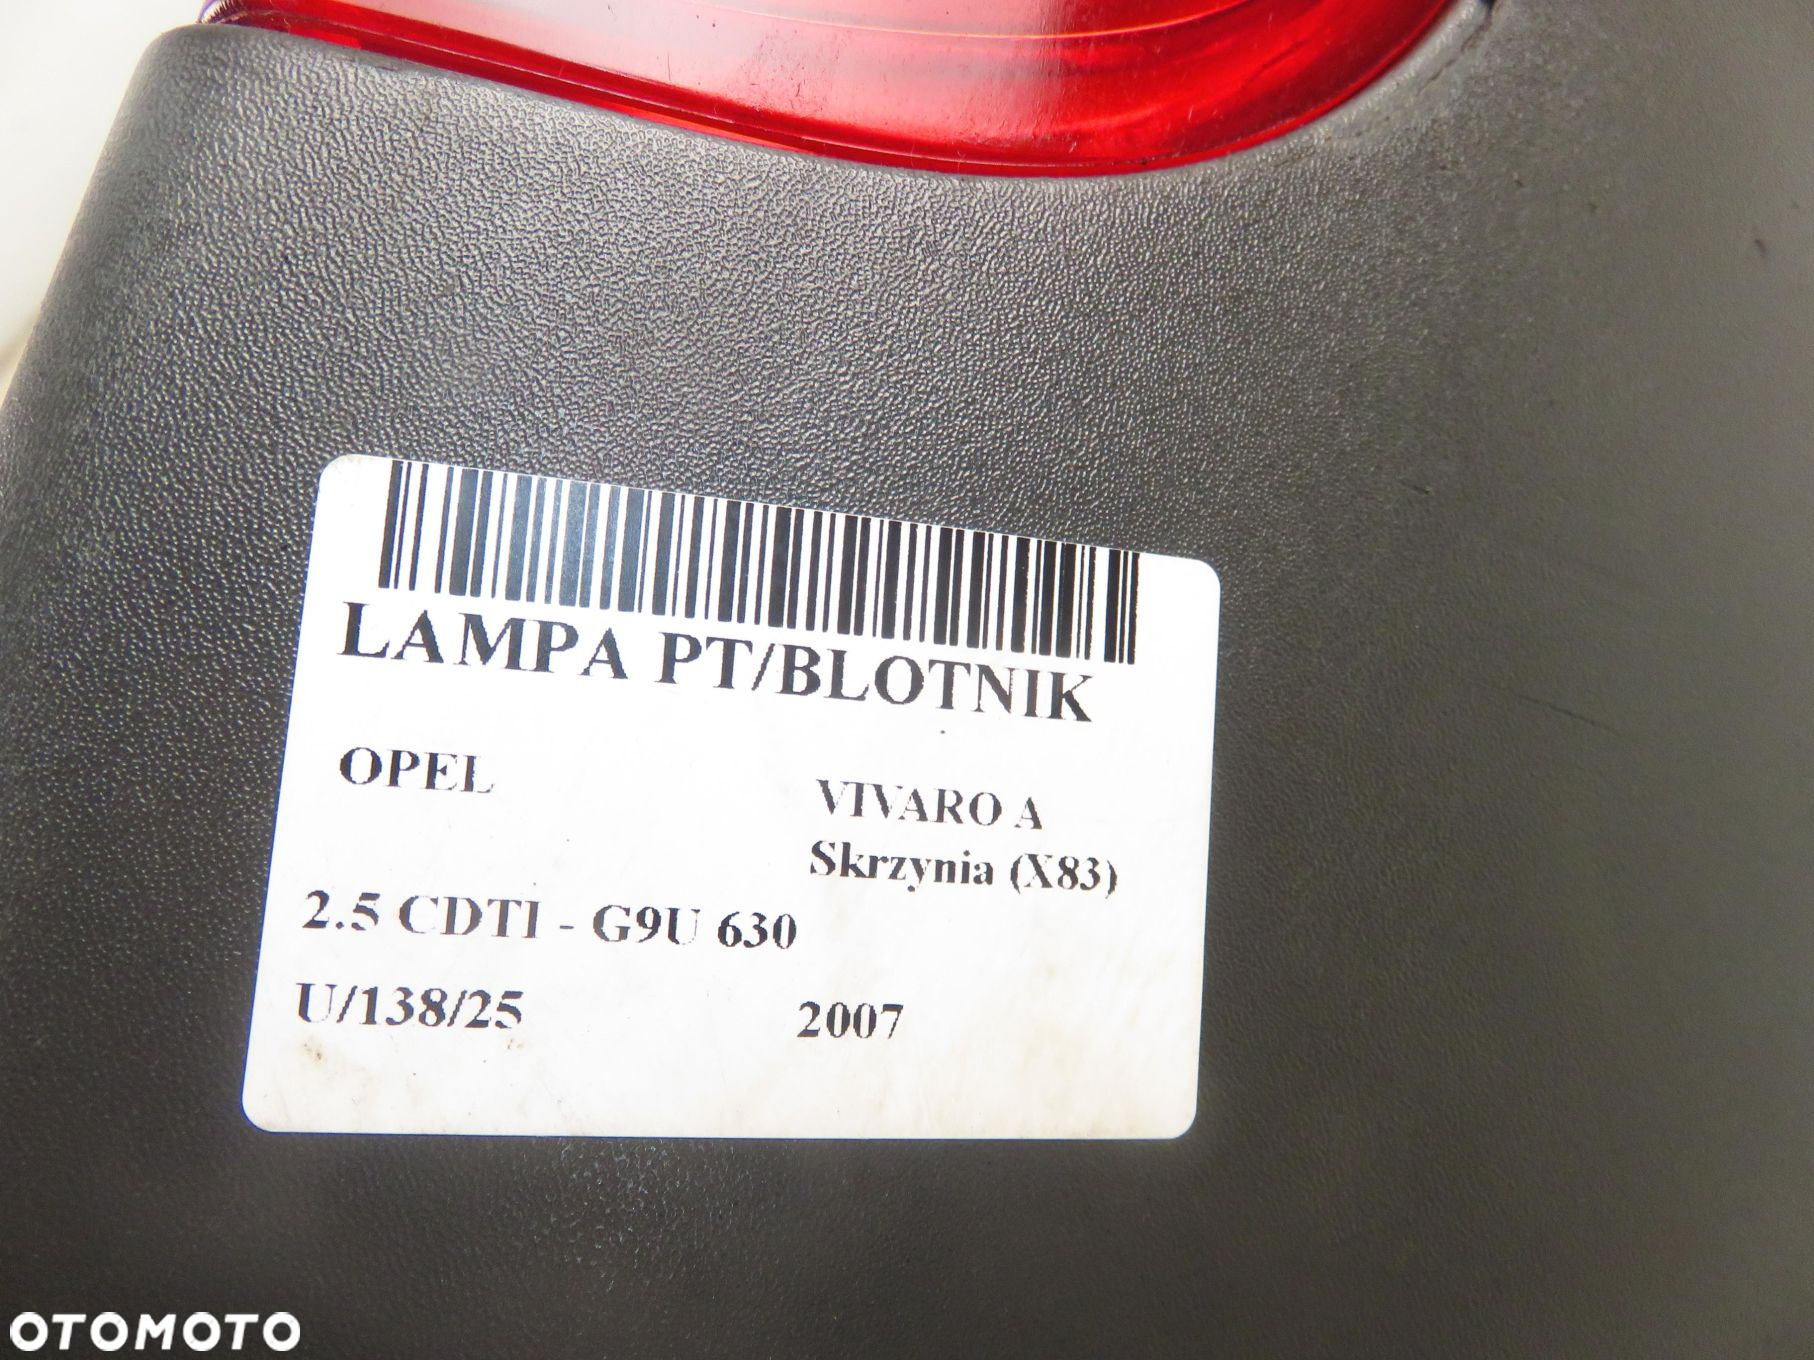 LAMPA PT/BLOTNIK
OPEL
VIVARO A
Skrzynia (X83)
2.5 CDTI - G9U 630
U/138/25
2007
OTOMOTO